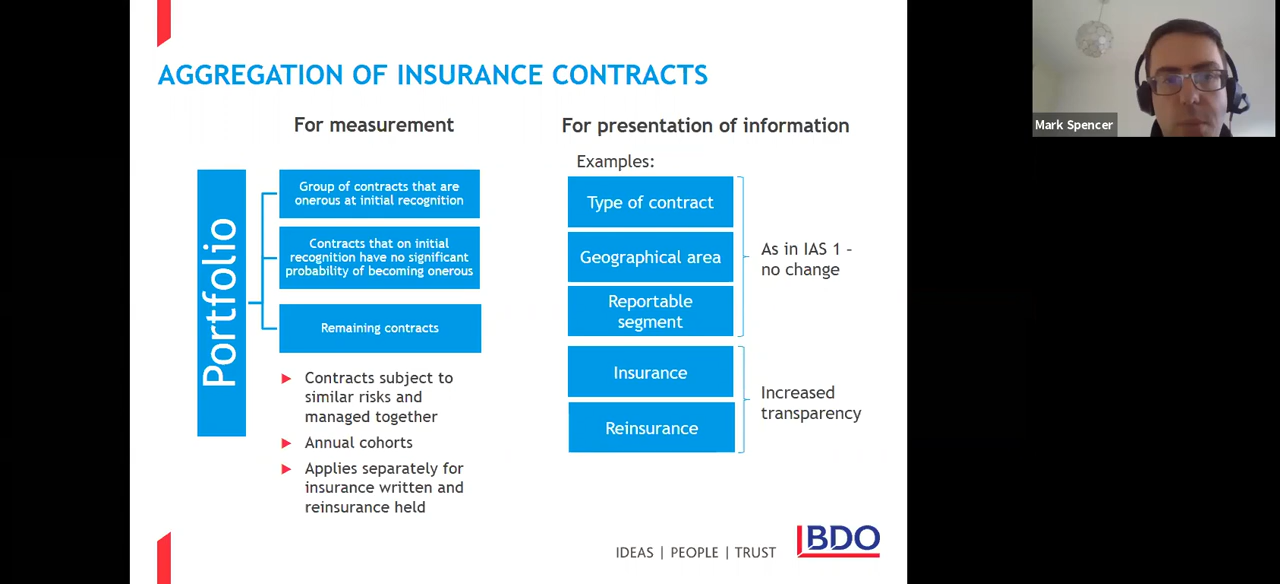 AGGREGATION OF INSURANCE CONTRACTS
For measurement
Portfolio
Group of contracts that are
onerous at initial recognition
Contracts that on initial
recognition have no significant
probability of becoming onerous
Remaining contracts
► Contracts subject to
similar risks and
managed together
► Annual cohorts
► Applies separately for
insurance written and
reinsurance held
For presentation of information
Examples:
Type of contract
Geographical area
Reportable
segment
As in IAS 1 –
no change
Insurance
Reinsurance
Increased
transparency
IDEAS | PEOPLE | TRUST
BDO
Mark Spencer